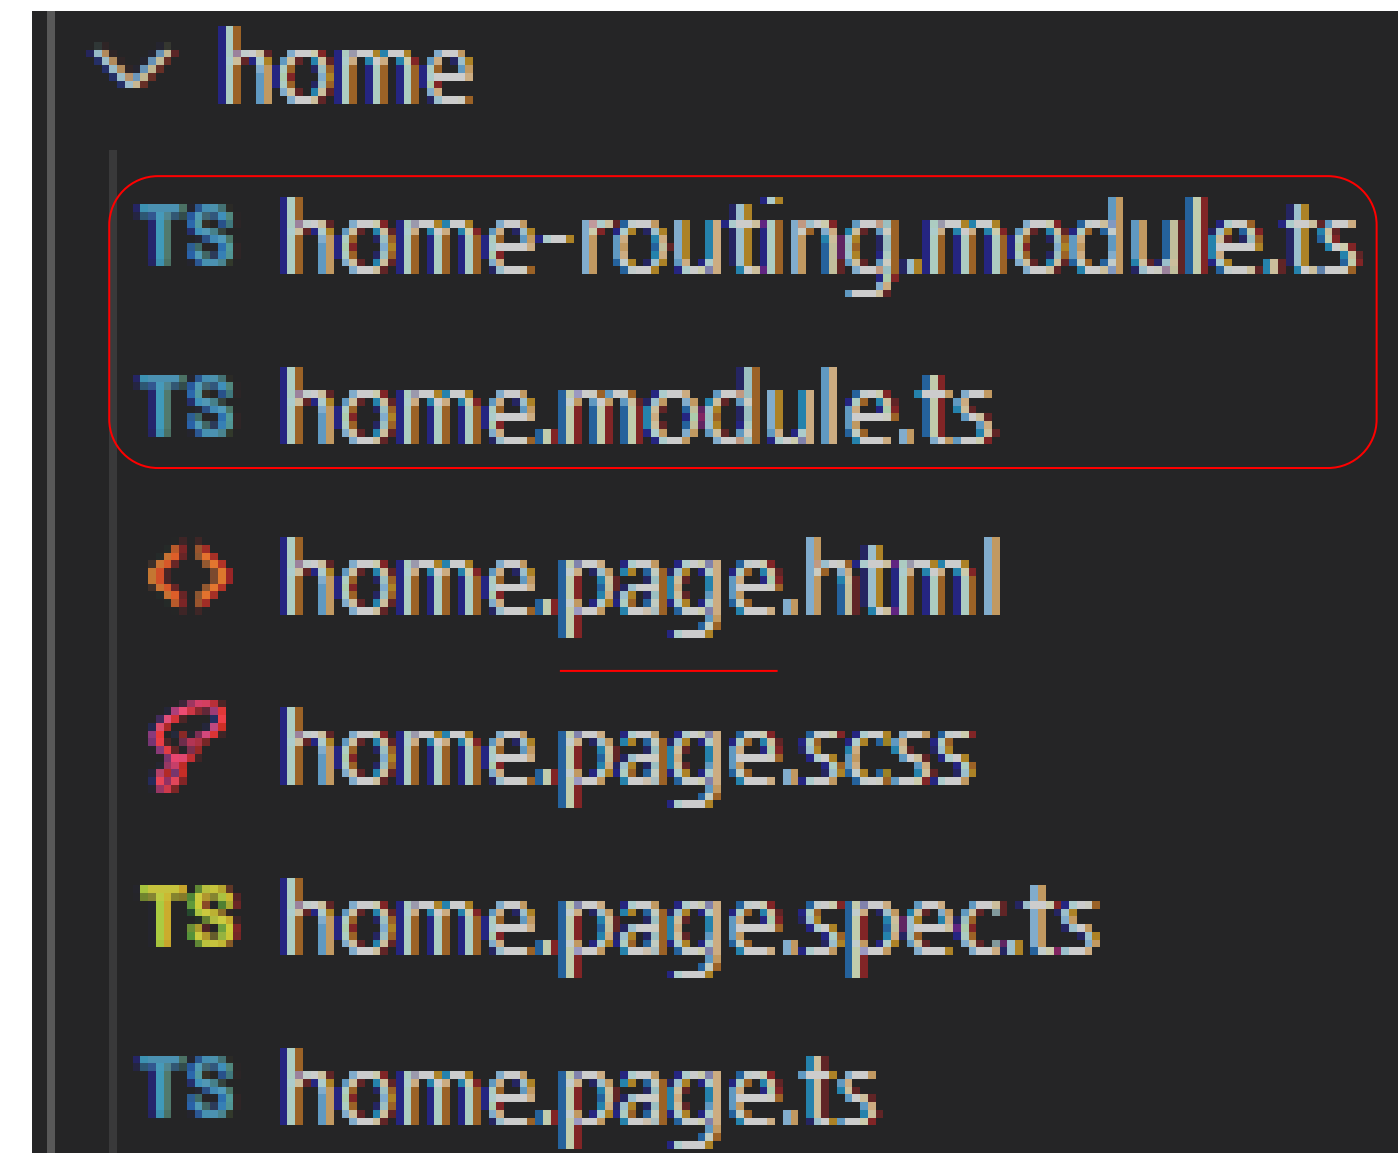 home
TS home-routing.module.ts
TS home.module.ts
<> home.page.html
home.page.scss
TS home.page.spec.ts
TS home.page.ts